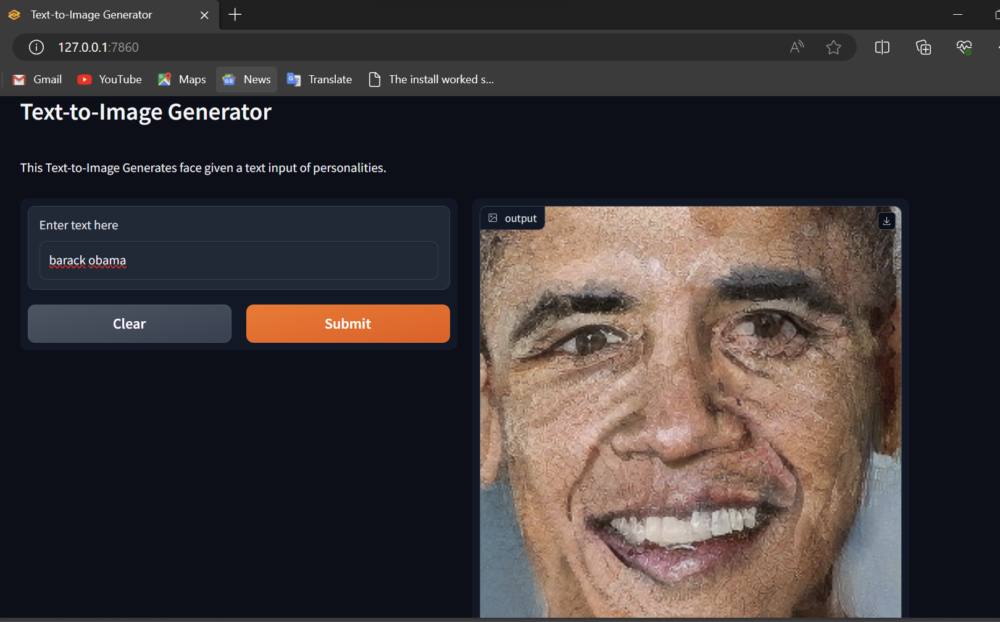 Text-to-Image Generator
127.0.0.1:7860
Gmail YouTube Maps News Translate The install worked s...
Text-to-Image Generator
This Text-to-Image Generates face given a text input of personalities.
Enter text here
barack obama
Clear Submit
output